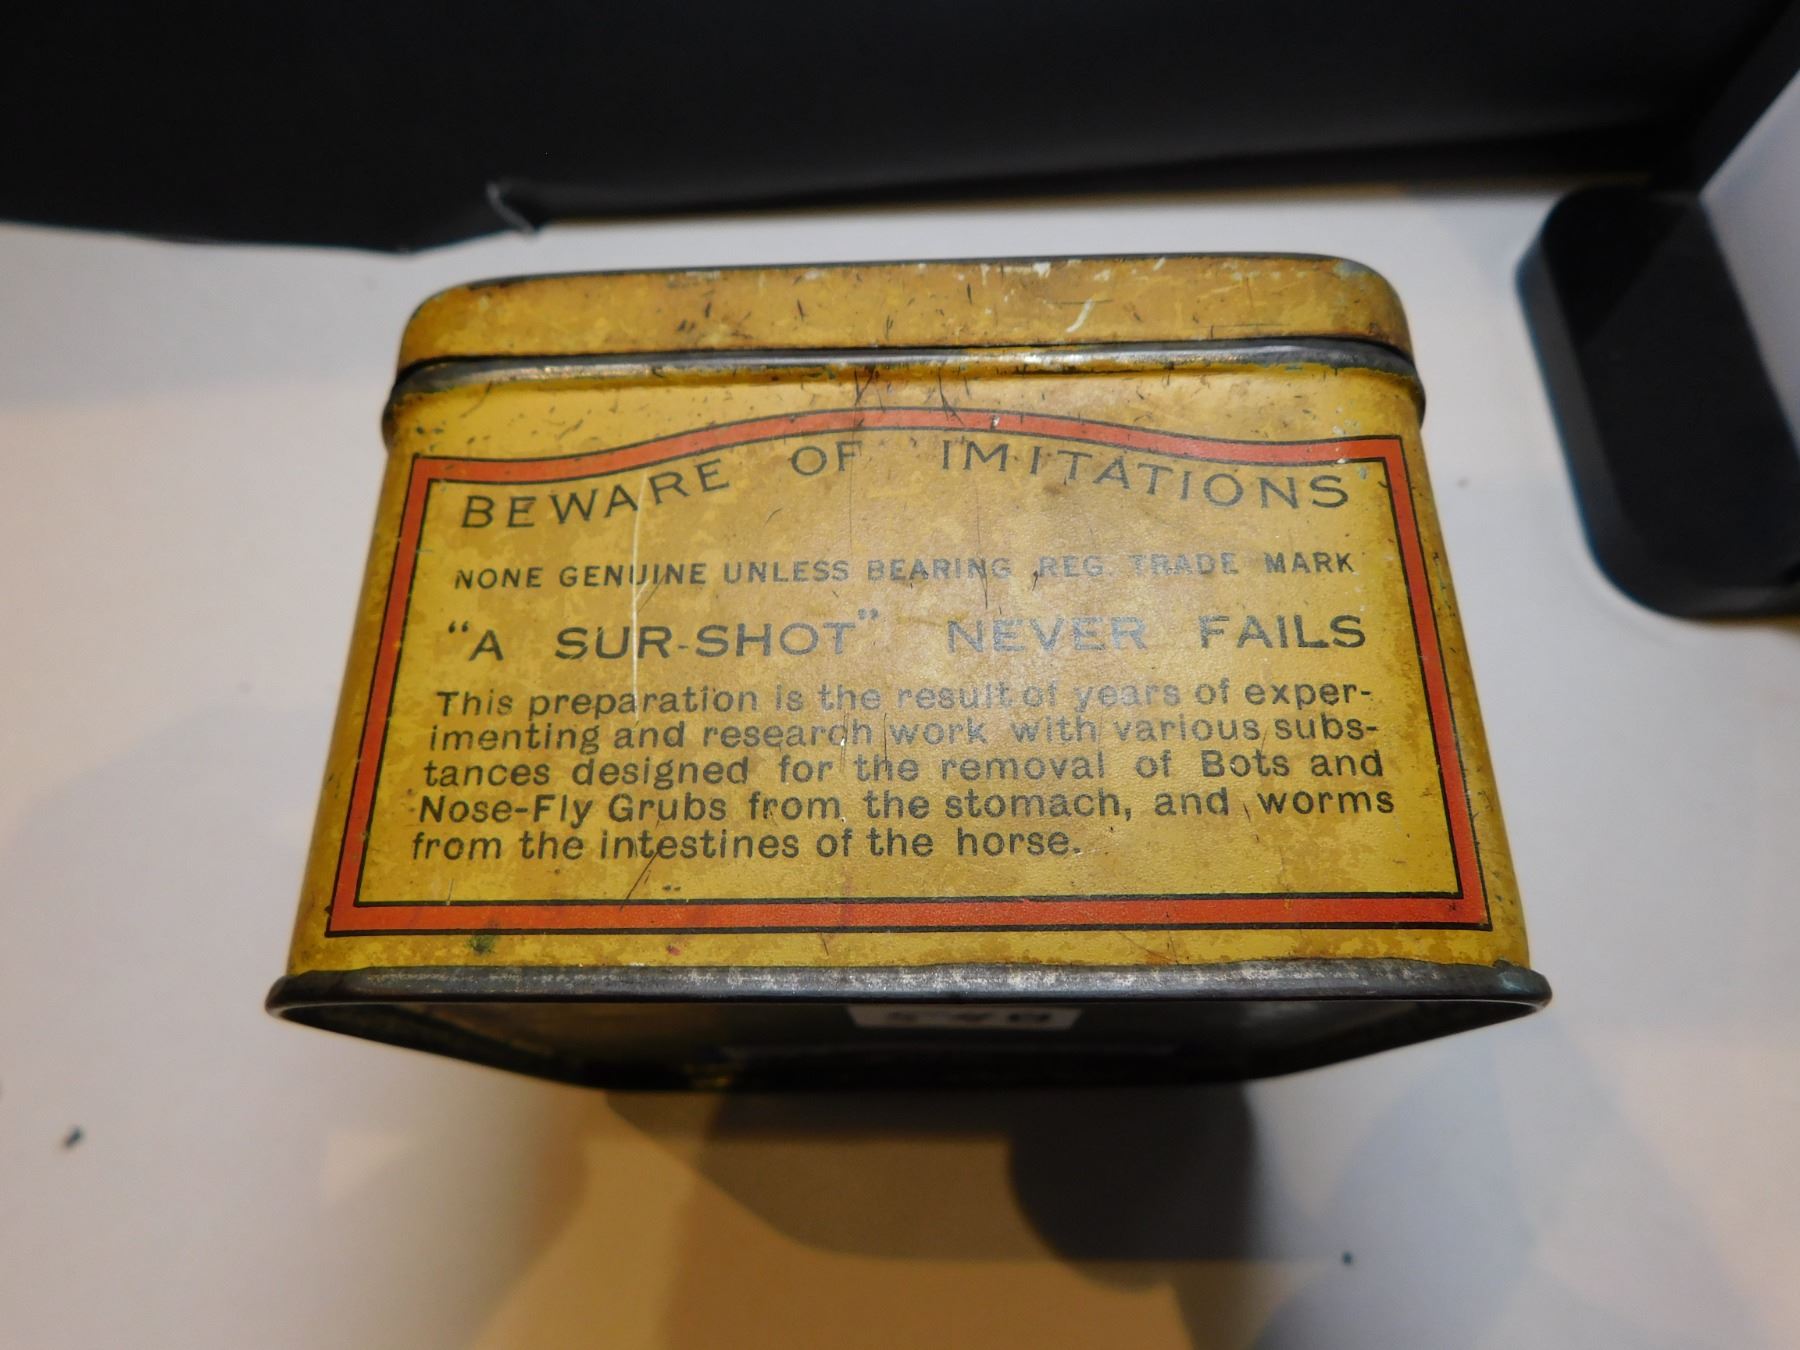 BEWARE OF IMITATIONS
NONE GENUINE UNLESS BEARING REG. TRADE MARK
"A SUR-SHOT" NEVER FAILS
This preparation is the result of years of exper-
imenting and research work with various subs-
tances designed for the removal of Bots and
Nose-Fly Grubs from the stomach, and worms
from the intestines of the horse.